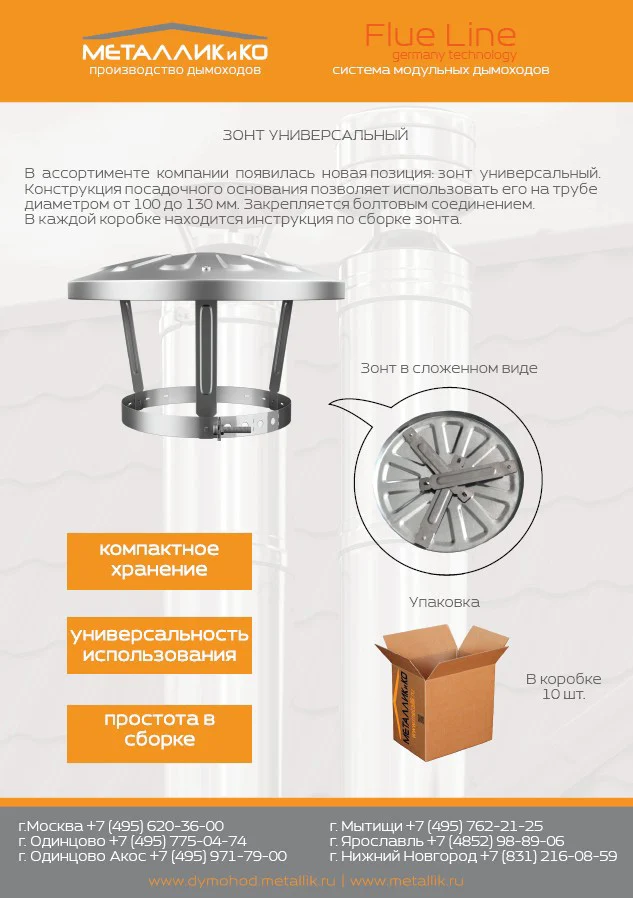 МЕТАЛЛИКиКО
производство дымоходов
Flue Line
germany technology
система модульных дымоходов
ЗОНТ УНИВЕРСАЛЬНЫЙ
В ассортименте компании появилась новая позиция: зонт универсальный.
Конструкция посадочного основания позволяет использовать его на трубе
диаметром от 100 до 130 мм. Закрепляется болтовым соединением.
В каждой коробке находится инструкция по сборке зонта.
Зонт в сложенном виде
компактное
хранение
Упаковка
универсальность
использования
МЕТАЛЛИКиКО
В коробке
10 шт.
простота в
сборке
г.Москва +7 (495) 620-36-00
г. Одинцово +7 (495) 775-04-74
г. Одинцово Акос +7 (495) 971-79-00
г. Мытищи +7 (495) 762-21-25
г. Ярославль +7 (4852) 98-89-06
г. Нижний Новгород +7 (831) 216-08-59
www.dymohod.metallik.ru | www.metallik.ru